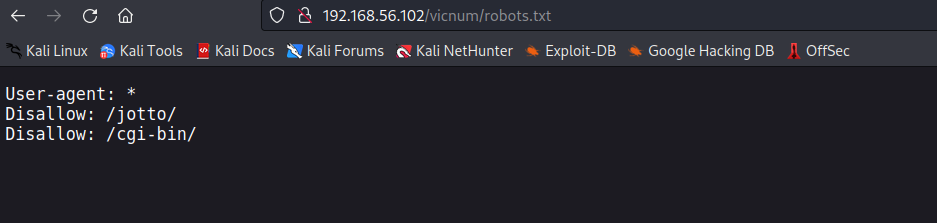 192.168.56.102/vicnum/robots.txt
Kali Linux Kali Tools Kali Docs Kali Forums Kali NetHunter Exploit-DB Google Hacking DB OffSec
User-agent: *
Disallow: /jotto/
Disallow: /cgi-bin/